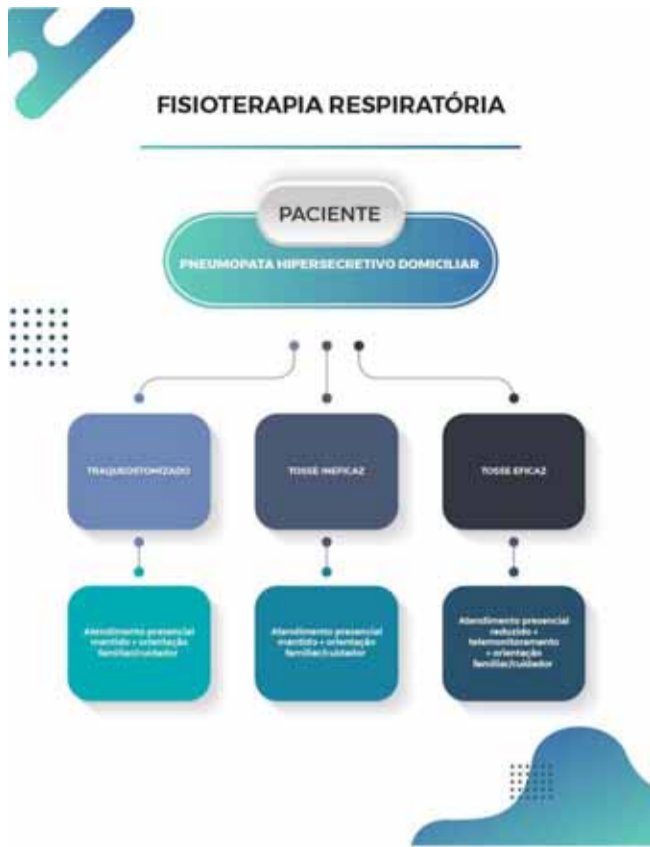 FISIOTERAPIA RESPIRATÓRIA
PACIENTE
PNEUMOPATA HIPERSECRETIVO DOMICILIAR
TRAQUEOSTOMIZADO
TOSSE INEFICAZ
TOSSE EFICAZ
Atendimento presencial
mantido + orientação
familiar/cuidador
Atendimento presencial
mantido + orientação
familiar/cuidador
Atendimento presencial
reduzido +
telemonitoramento
+ orientação
familiar/cuidador